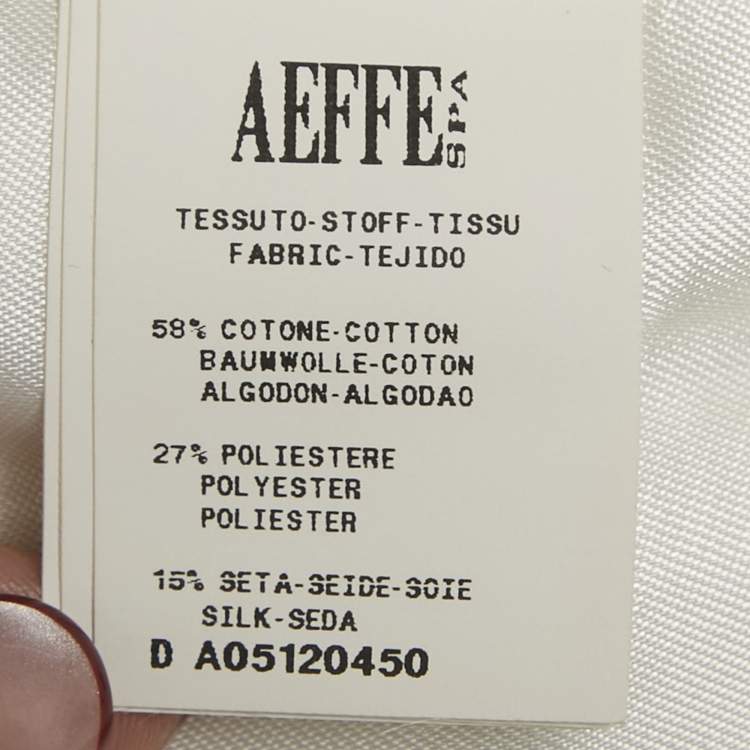 AEFFE SPA
TESSUTO-STOFF-TISSU
FABRIC-TEJIDO
58% COTONE-COTTON
BAUMWOLLE-COTON
ALGODON-ALGODAO
27% POLIESTERE
POLYESTER
POLIESTER
15% SETA-SEIDE-SOIE
SILK-SEDA
D A05120450